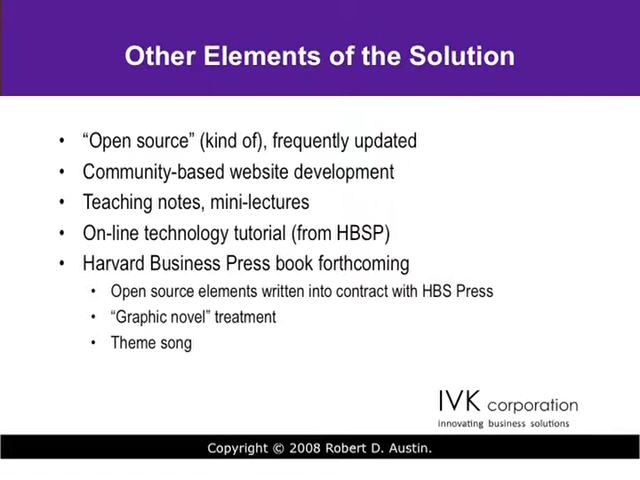 Other Elements of the Solution
• “Open source” (kind of), frequently updated
• Community-based website development
• Teaching notes, mini-lectures
• On-line technology tutorial (from HBSP)
• Harvard Business Press book forthcoming
• Open source elements written into contract with HBS Press
• “Graphic novel” treatment
• Theme song
IVK corporation
innovating business solutions
Copyright © 2008 Robert D. Austin.